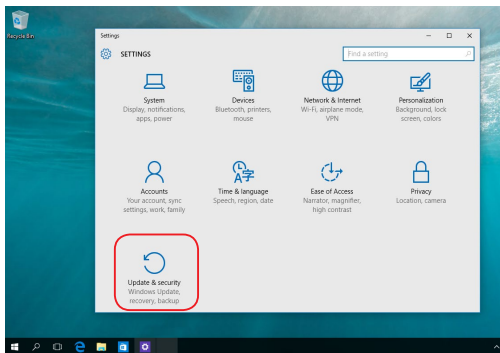 Recycle Bin
Settings
SETTINGS
Find a setting
System
Display, notifications,
apps, power
Devices
Bluetooth, printers,
mouse
Network & Internet
Wi-Fi, airplane mode,
VPN
Personalization
Background, lock
screen, colors
Accounts
Your account, sync
settings, work, family
Time & language
Speech, region, date
Ease of Access
Narrator, magnifier,
high contrast
Privacy
Location, camera
Update & security
Windows Update,
recovery, backup